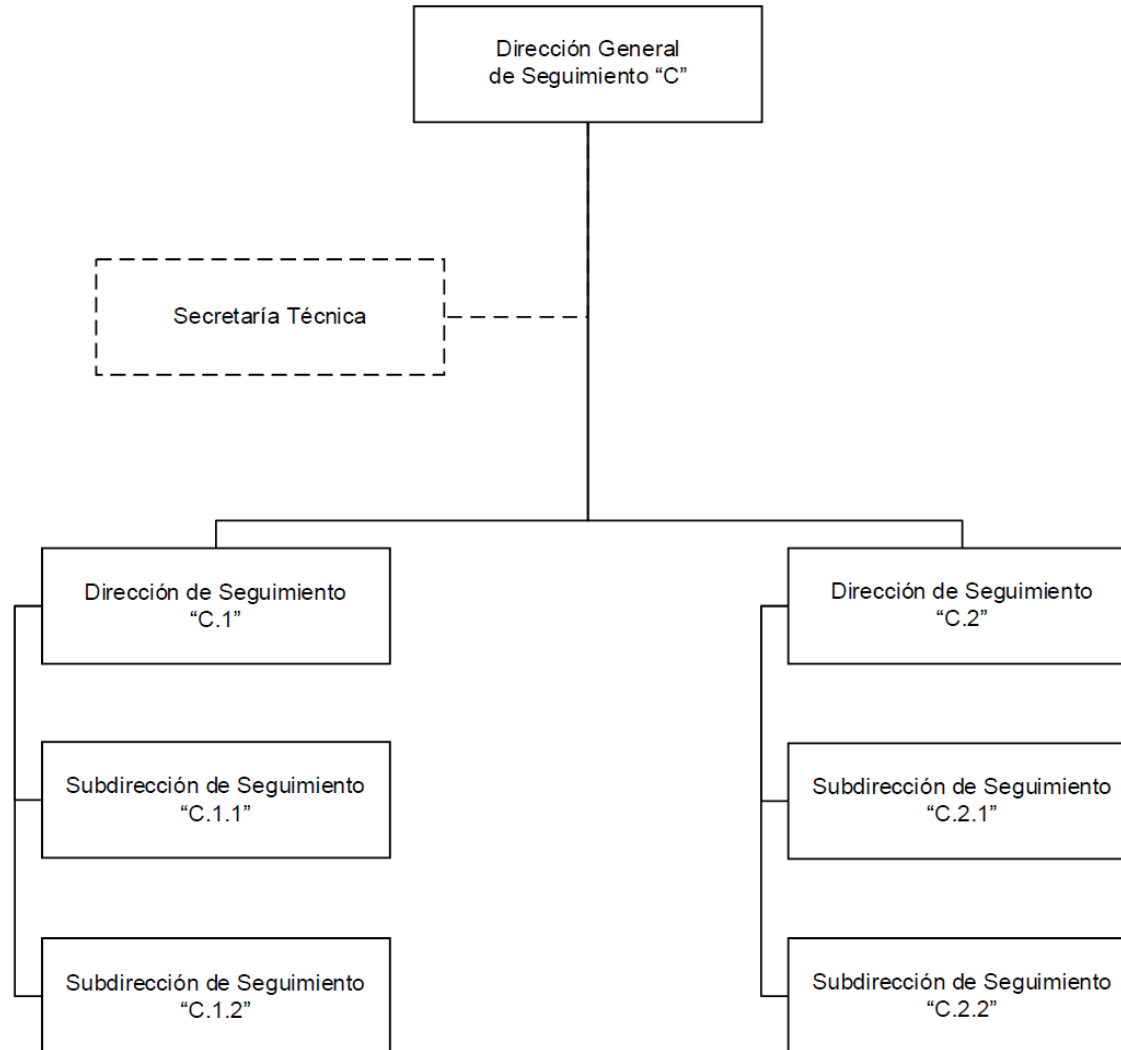 Dirección General
de Seguimiento “C”
Secretaría Técnica
Dirección de Seguimiento
“C.1”
Dirección de Seguimiento
“C.2”
Subdirección de Seguimiento
“C.1.1”
Subdirección de Seguimiento
“C.2.1”
Subdirección de Seguimiento
“C.1.2”
Subdirección de Seguimiento
“C.2.2”